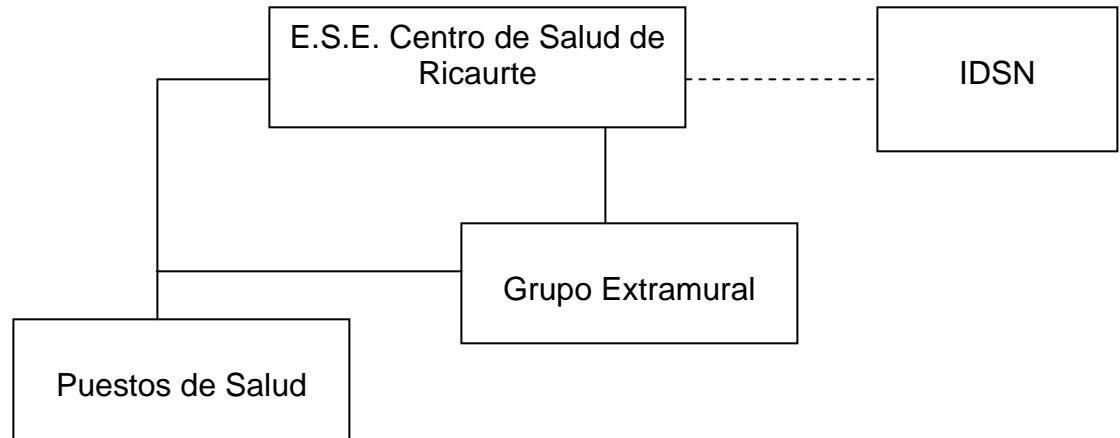 E.S.E. Centro de Salud de
Ricaurte
IDSN
Grupo Extramural
Puestos de Salud